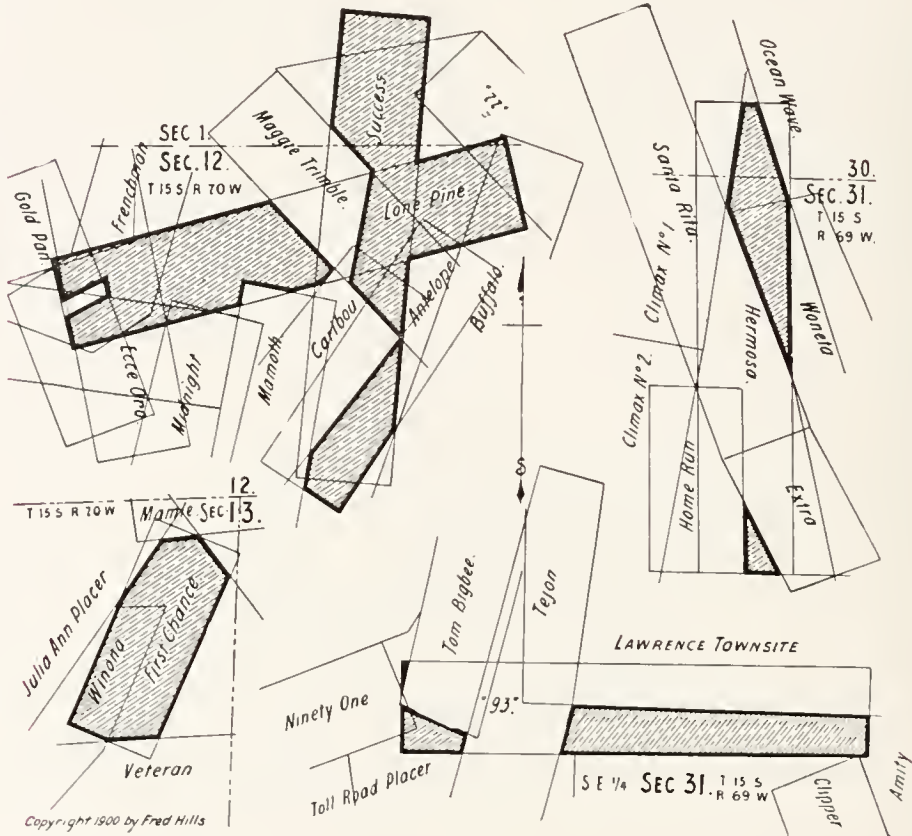 Success
"22"
Ocean Wave.
SEC 1.
Maggie Trimble.
SEC. 12.
T 15 S R 70 W
Frenchman
Gold Pan
Lone Pine
Santa Rita.
30.
SEC. 31.
T 15 S
R 69 W.
Climax Nº 1
Antelope
Buffalo.
Caribou
Hermosa.
Woneta
Ecce Oro
Midnight
Mamoth
Climax Nº 2.
S
Home Run
Extra
12.
T 15 S R 70 W
Mamie.
SEC. 13.
Julia Ann Placer
Winona
First Chance.
Tom Bigbee.
Tejon
LAWRENCE TOWNSITE
Ninety One
"93".
Veteran
Toll Road Placer
S E ¼ SEC 31. T 15 S
R 69 W
Clipper
Amity
Copyright 1900 by Fred Hills